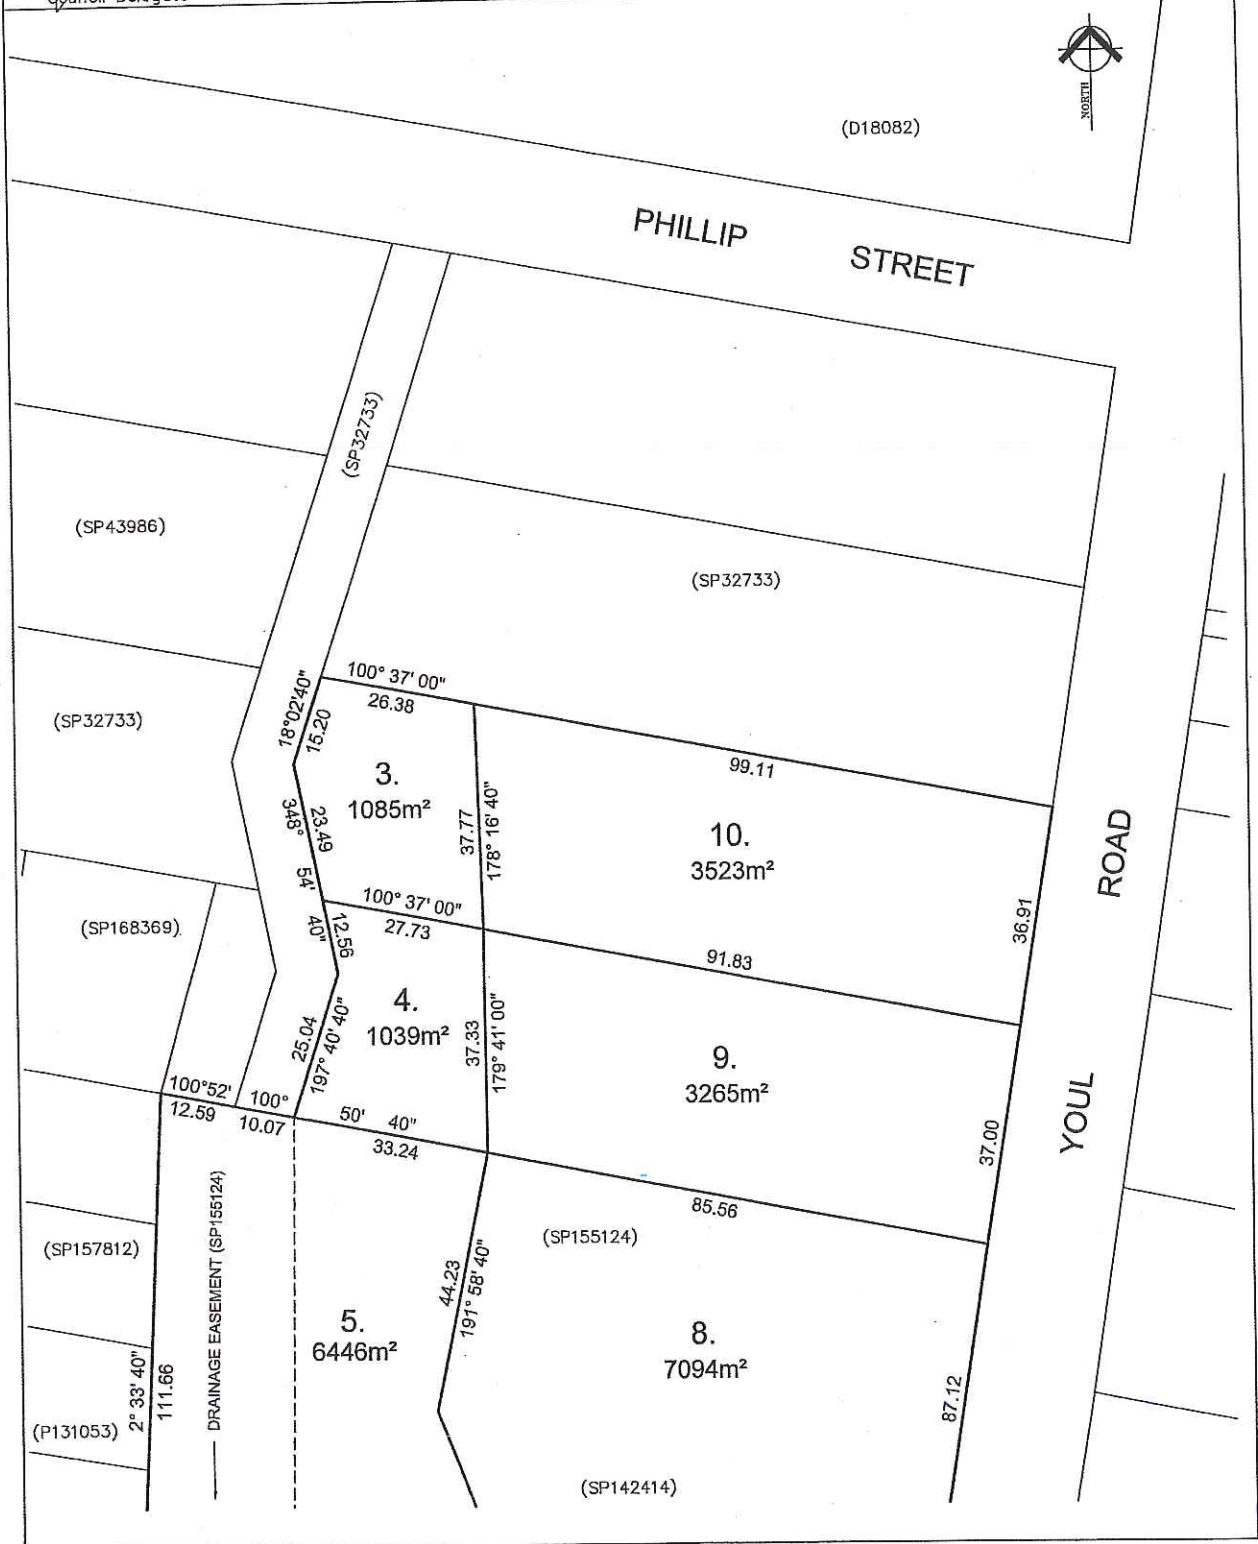 NORTH
(D18082)
PHILLIP STREET
(SP32733)
(SP43986)
(SP32733)
(SP32733)
100° 37' 00"
26.38
18°02'40"
15.20
99.11
3.
1085m²
348° 54' 40"
23.49
37.77
178° 16' 40"
10.
3523m²
ROAD
100° 37' 00"
27.73
12.56
(SP168369)
36.91
91.83
4.
1039m²
25.04
197° 40' 40"
37.33
179° 41' 00"
9.
3265m²
YOUL
100°52'
12.59
100° 50' 40"
10.07
33.24
37.00
85.56
DRAINAGE EASEMENT (SP155124)
(SP155124)
(SP157812)
44.23
191° 58' 40"
5.
6446m²
8.
7094m²
2° 33' 40"
111.66
87.12
(P131053)
(SP142414)